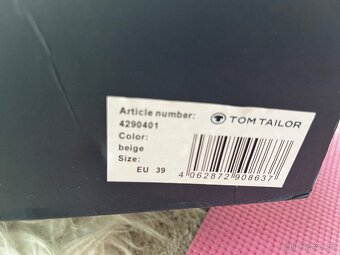 Article number:
4290401
Color:
beige
Size:
EU 39
TOM TAILOR
4 062872 908637